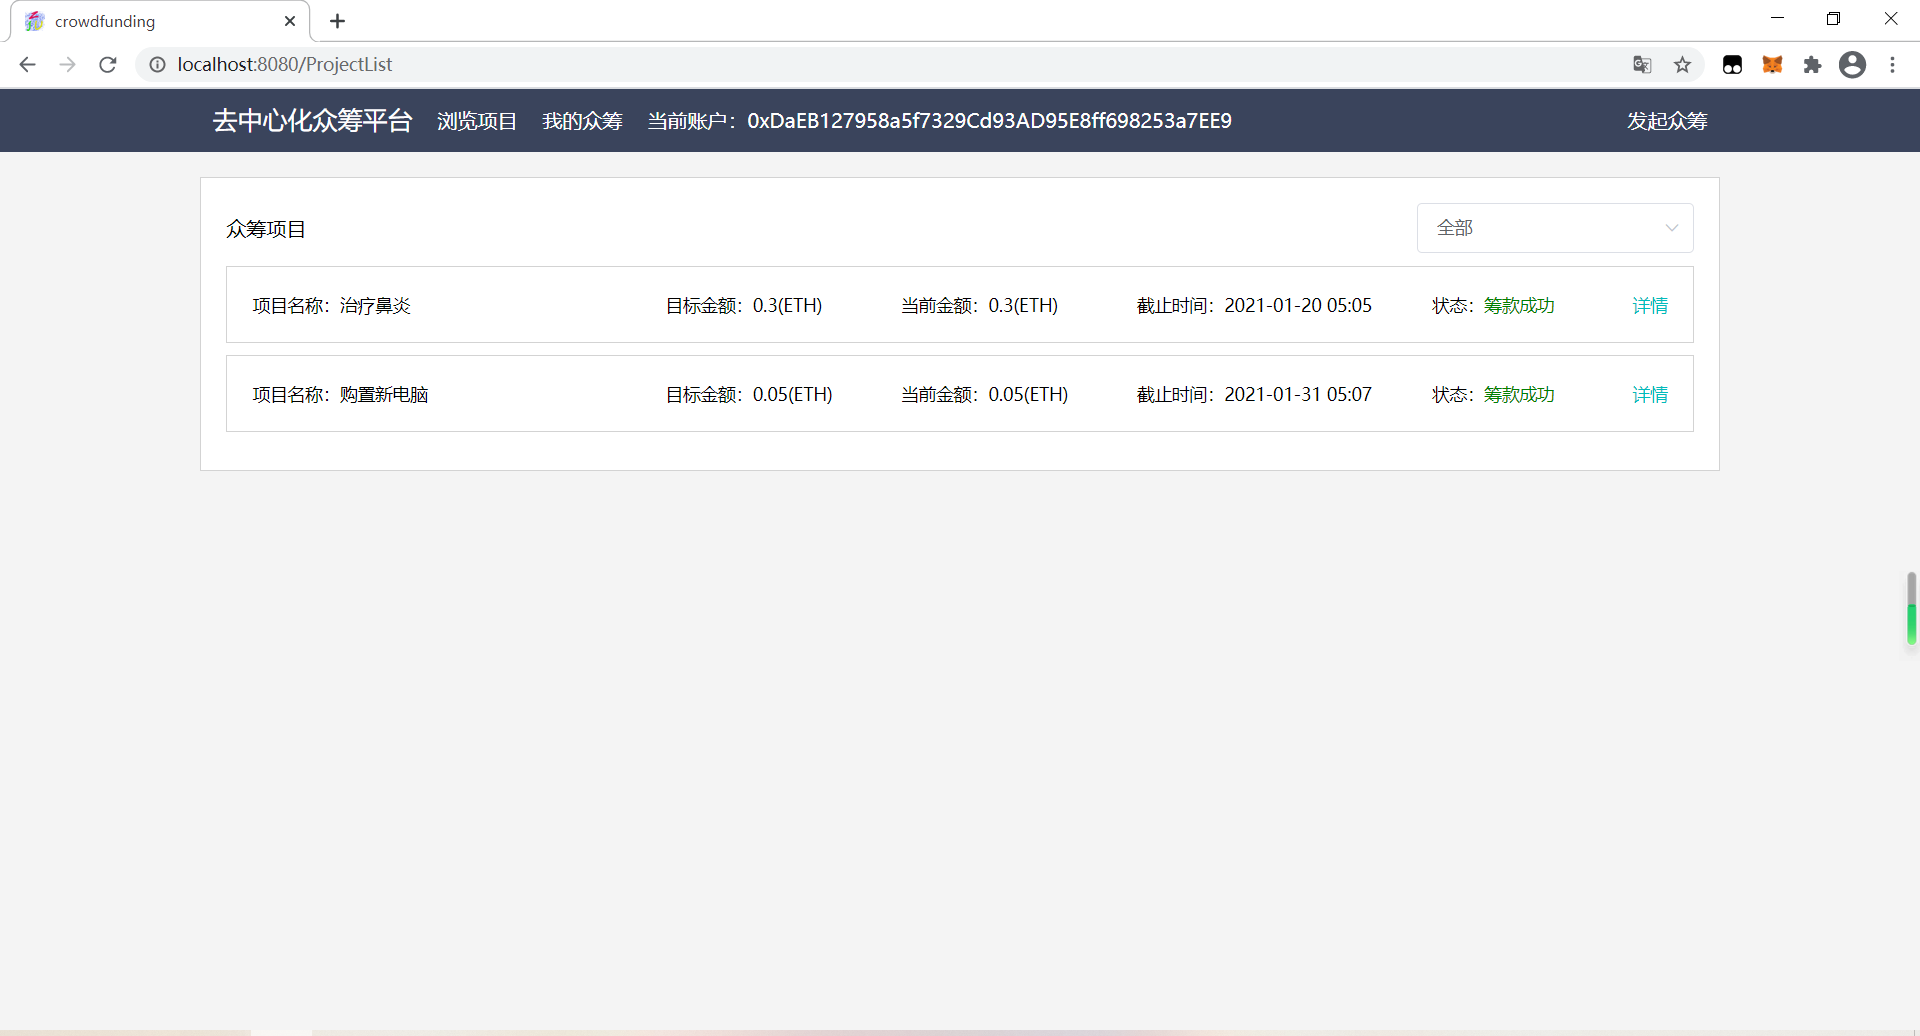 crowdfunding
localhost:8080/ProjectList
去中心化众筹平台 浏览项目 我的众筹 当前账户：0xDaEB127958a5f7329Cd93AD95E8ff698253a7EE9 发起众筹
众筹项目 全部
项目名称：治疗鼻炎 目标金额：0.3(ETH) 当前金额：0.3(ETH) 截止时间：2021-01-20 05:05 状态：筹款成功 详情
项目名称：购置新电脑 目标金额：0.05(ETH) 当前金额：0.05(ETH) 截止时间：2021-01-31 05:07 状态：筹款成功 详情